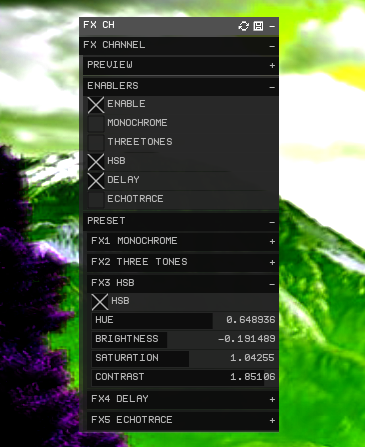 FX CH −
FX CHANNEL −
PREVIEW +
ENABLERS −
ENABLE
MONOCHROME
THREETONES
HSB
DELAY
ECHOTRACE
PRESET −
FX1 MONOCHROME +
FX2 THREE TONES +
FX3 HSB −
HSB
HUE 0.648936
BRIGHTNESS −0.191489
SATURATION 1.04255
CONTRAST 1.85106
FX4 DELAY +
FX5 ECHOTRACE +